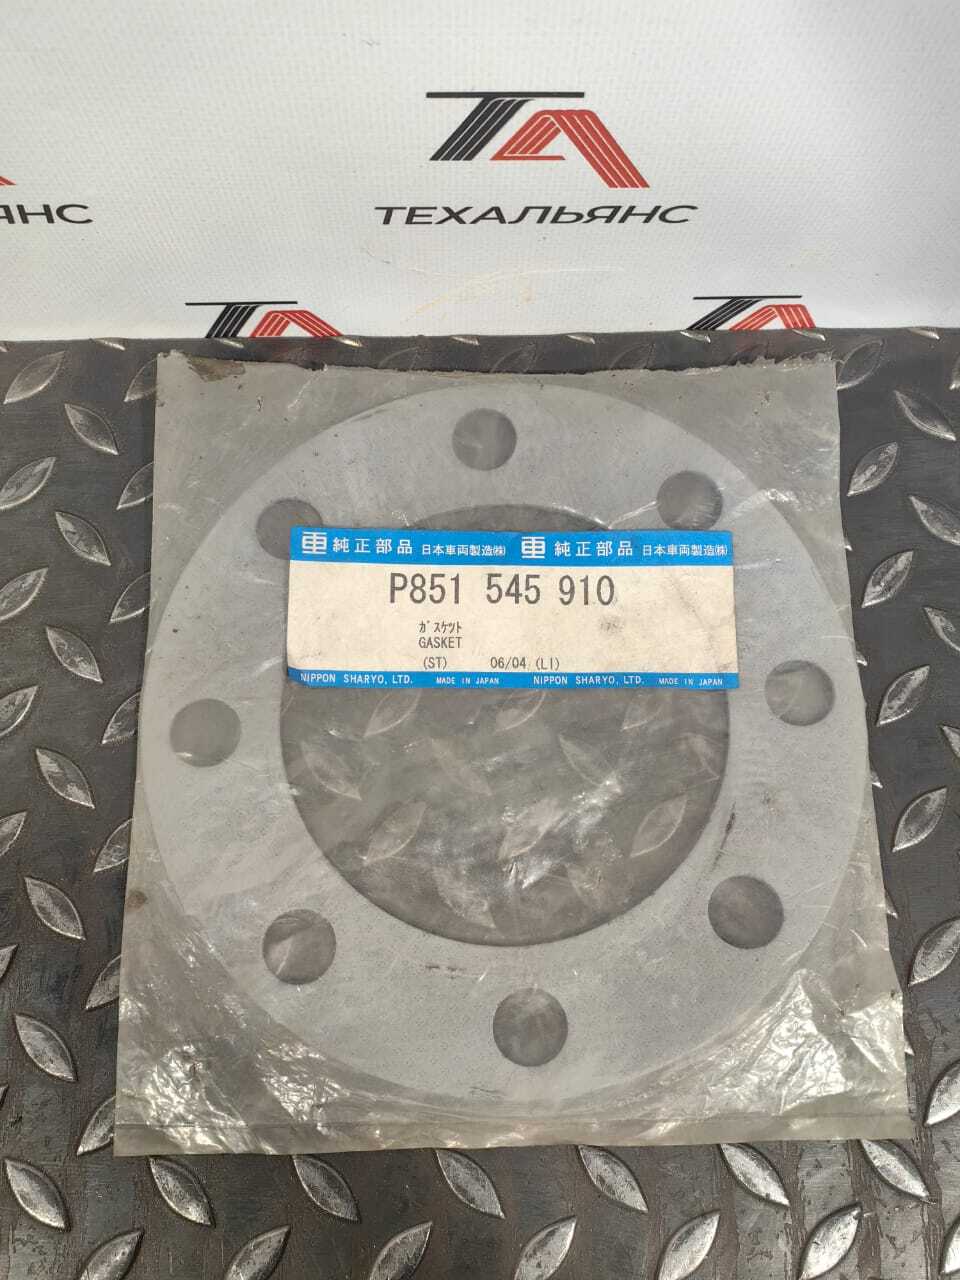 TA
ТЕХАЛЬЯНС
ЯНС
純正部品 日本車両製造㈱ 純正部品 日本車両製造㈱
P851 545 910
ガスケット
GASKET
(ST) 06/04 (LI)
NIPPON SHARYO, LTD. MADE IN JAPAN NIPPON SHARYO, LTD. MADE IN JAPAN